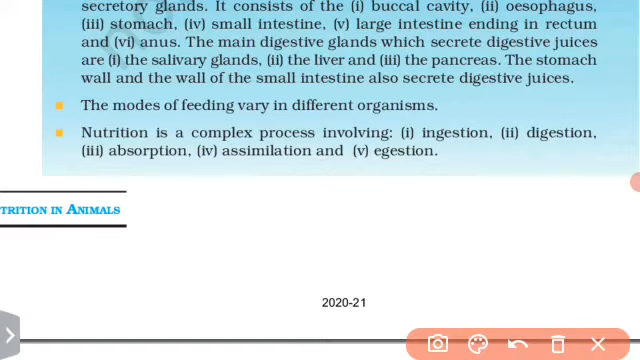 secretory glands. It consists of the (i) buccal cavity, (ii) oesophagus,
(iii) stomach, (iv) small intestine, (v) large intestine ending in rectum
and (vi) anus. The main digestive glands which secrete digestive juices
are (i) the salivary glands, (ii) the liver and (iii) the pancreas. The stomach
wall and the wall of the small intestine also secrete digestive juices.
The modes of feeding vary in different organisms.
Nutrition is a complex process involving: (i) ingestion, (ii) digestion,
(iii) absorption, (iv) assimilation and (v) egestion.
TRITION IN ANIMALS
2020-21